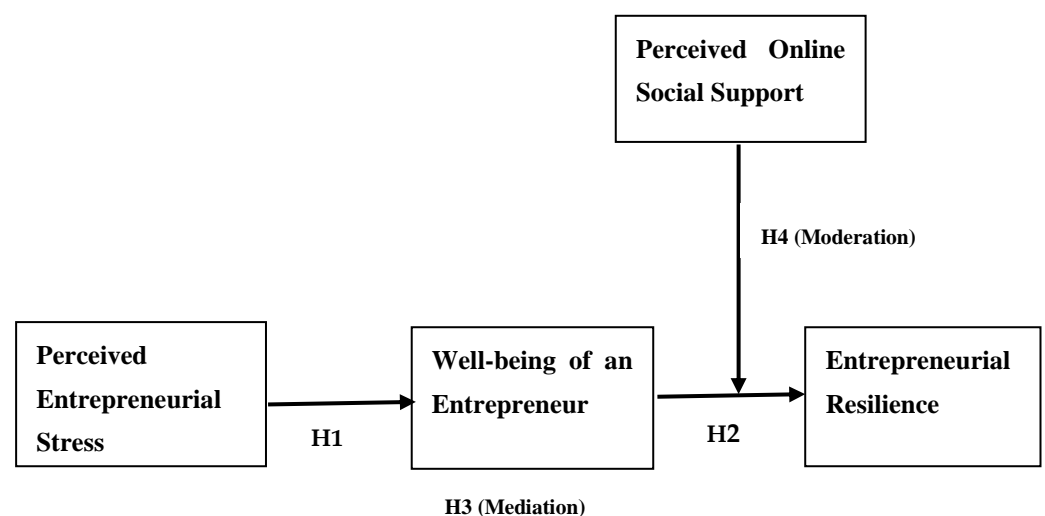 Perceived Online
Social Support
H4 (Moderation)
Perceived
Entrepreneurial
Stress
H1
Well-being of an
Entrepreneur
H2
Entrepreneurial
Resilience
H3 (Mediation)